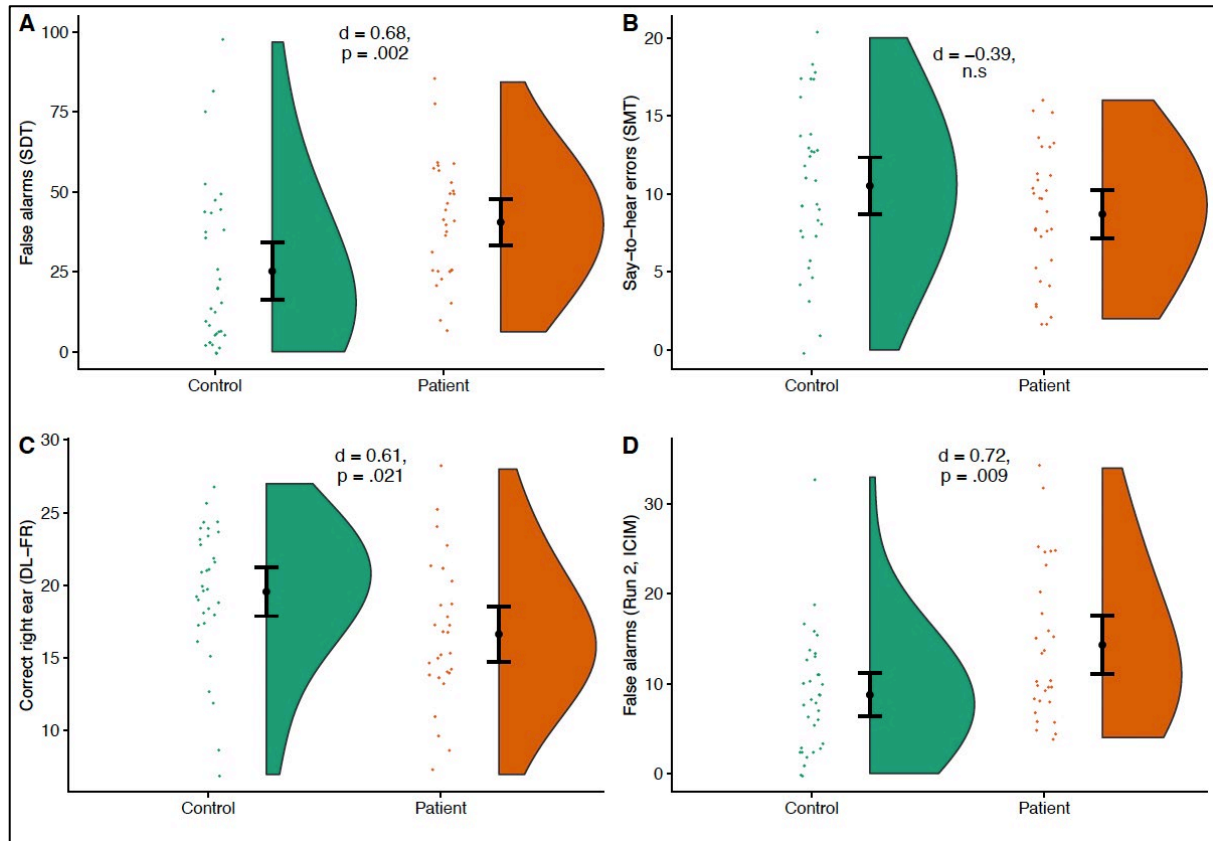 A
d = 0.68,
p = .002
False alarms (SDT)
100
75
50
25
0
Control
Patient
B
d = −0.39,
n.s
Say−to−hear errors (SMT)
20
15
10
5
0
Control
Patient
C
d = 0.61,
p = .021
Correct right ear (DL−FR)
30
25
20
15
10
Control
Patient
D
d = 0.72,
p = .009
False alarms (Run 2, ICIM)
30
20
10
0
Control
Patient